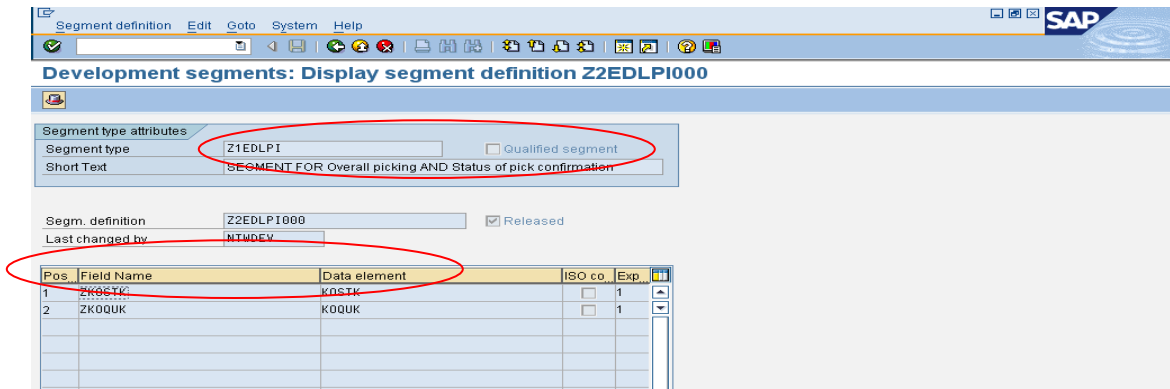 Segment definition Edit Goto System Help
SAP
Development segments: Display segment definition Z2EDLPI000
Segment type attributes
Segment type Z1EDLPI Qualified segment
Short Text SEGMENT FOR Overall picking AND Status of pick confirmation
Segm. definition Z2EDLPI000 Released
Last changed by NTWDEV
Pos... Field Name Data element ISO co... Exp...
1 ZKOSTK KOSTK 1
2 ZKOQUK KOQUK 1